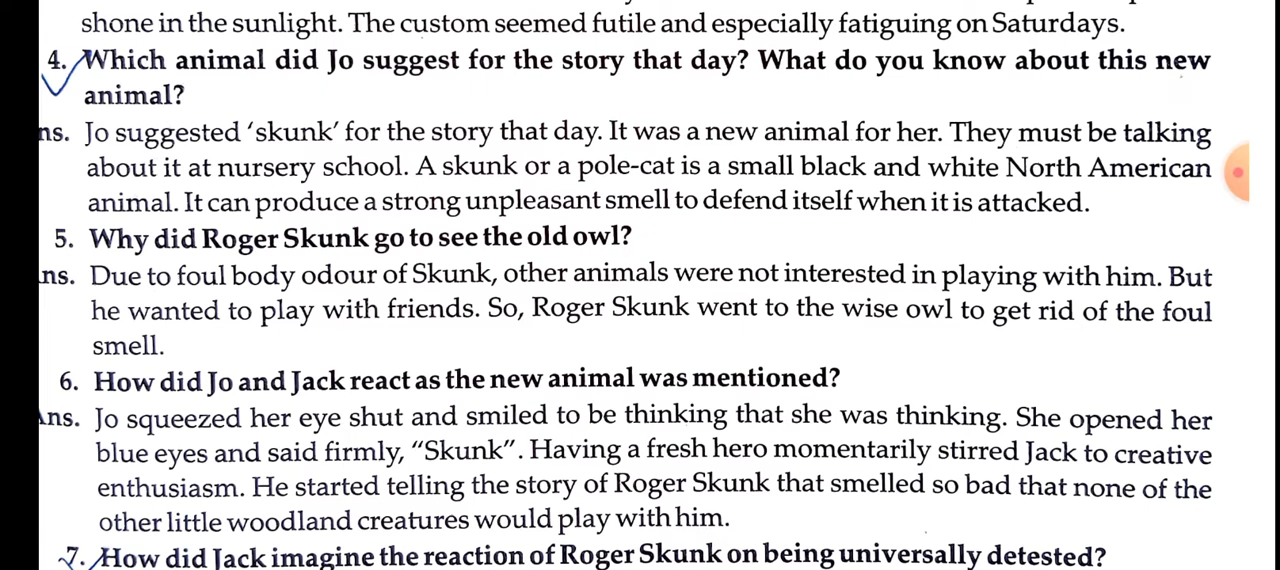 shone in the sunlight. The custom seemed futile and especially fatiguing on Saturdays.
4. Which animal did Jo suggest for the story that day? What do you know about this new
animal?
ns. Jo suggested ‘skunk’ for the story that day. It was a new animal for her. They must be talking
about it at nursery school. A skunk or a pole-cat is a small black and white North American
animal. It can produce a strong unpleasant smell to defend itself when it is attacked.
5. Why did Roger Skunk go to see the old owl?
ns. Due to foul body odour of Skunk, other animals were not interested in playing with him. But
he wanted to play with friends. So, Roger Skunk went to the wise owl to get rid of the foul
smell.
6. How did Jo and Jack react as the new animal was mentioned?
ns. Jo squeezed her eye shut and smiled to be thinking that she was thinking. She opened her
blue eyes and said firmly, “Skunk”. Having a fresh hero momentarily stirred Jack to creative
enthusiasm. He started telling the story of Roger Skunk that smelled so bad that none of the
other little woodland creatures would play with him.
7. How did Jack imagine the reaction of Roger Skunk on being universally detested?